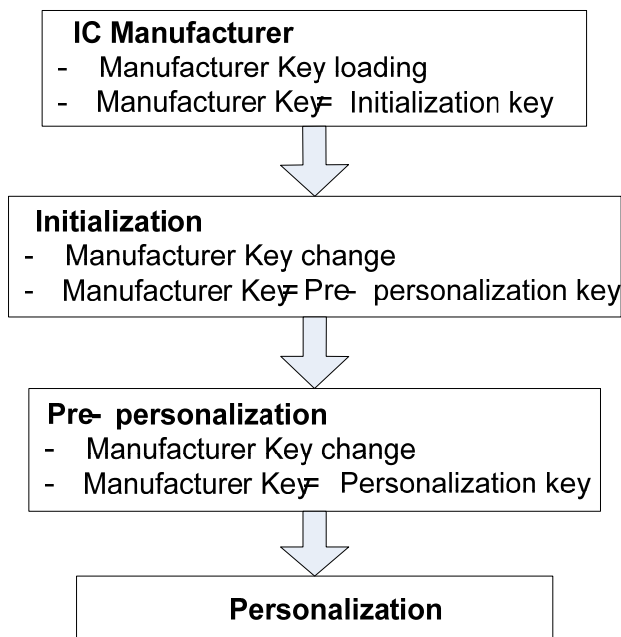 IC Manufacturer
- Manufacturer Key loading
- Manufacturer Key= Initialization key
Initialization
- Manufacturer Key change
- Manufacturer Key= Pre- personalization key
Pre- personalization
- Manufacturer Key change
- Manufacturer Key= Personalization key
Personalization